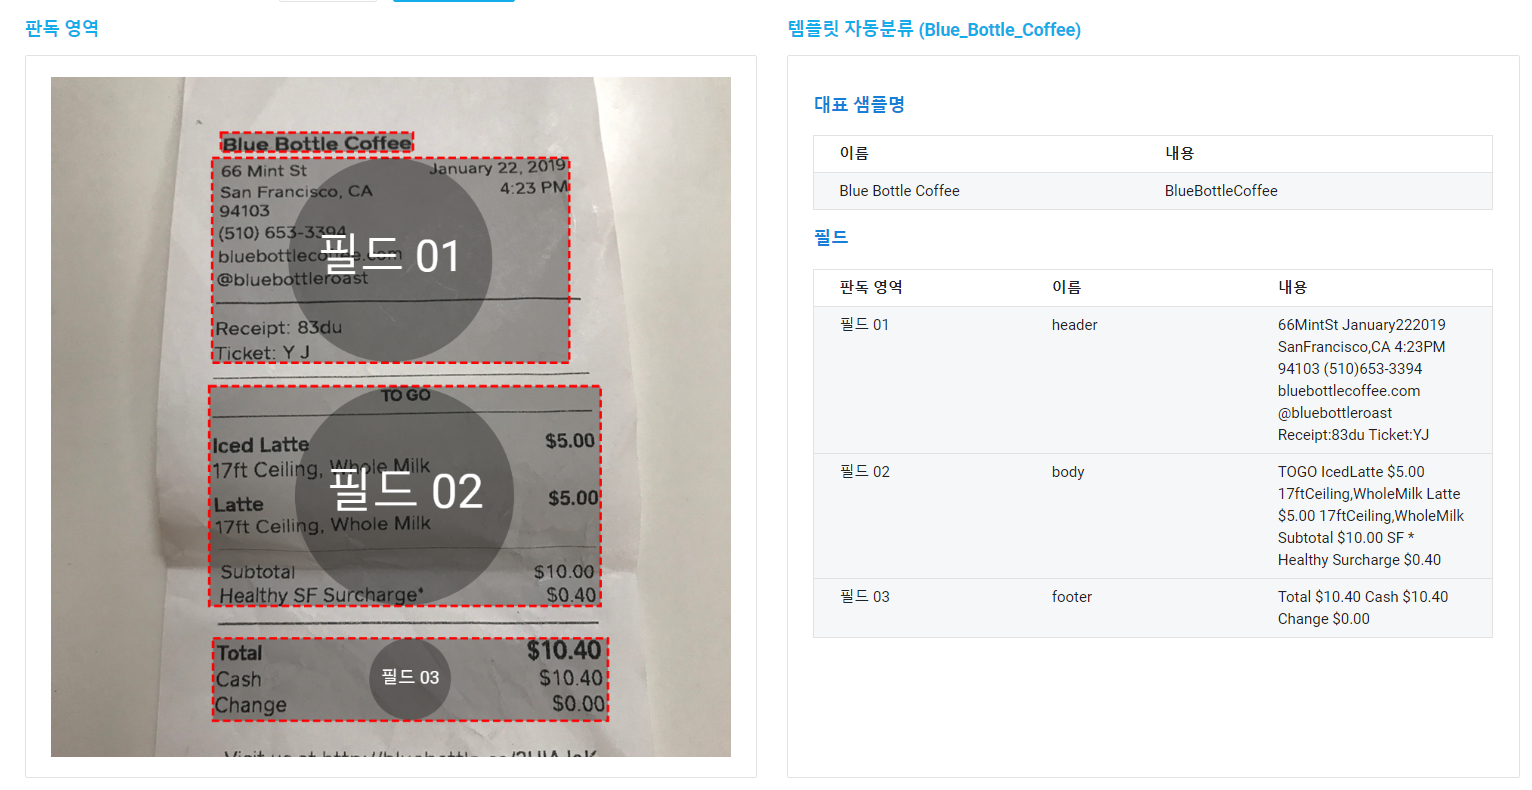 판독 영역
Blue Bottle Coffee
66 Mint St January 22, 2019
San Francisco, CA 4:23 PM
94103
(510) 653-3394
bluebottlecoffee.com
@bluebottleroast
필드 01
Receipt: 83du
Ticket: Y J
TO GO
Iced Latte $5.00
17ft Ceiling, Whole Milk
필드 02
Latte $5.00
17ft Ceiling, Whole Milk
Subtotal $10.00
Healthy SF Surcharge* $0.40
Total $10.40
Cash $10.40
필드 03
Change $0.00
템플릿 자동분류 (Blue_Bottle_Coffee)
대표 샘플명
이름 내용
Blue Bottle Coffee BlueBottleCoffee
필드
판독 영역 이름 내용
필드 01 header 66MintSt January222019
SanFrancisco,CA 4:23PM
94103 (510)653-3394
bluebottlecoffee.com
@bluebottleroast
Receipt:83du Ticket:YJ
필드 02 body TOGO IcedLatte $5.00
17ftCeiling,WholeMilk Latte
$5.00 17ftCeiling,WholeMilk
Subtotal $10.00 SF *
Healthy Surcharge $0.40
필드 03 footer Total $10.40 Cash $10.40
Change $0.00